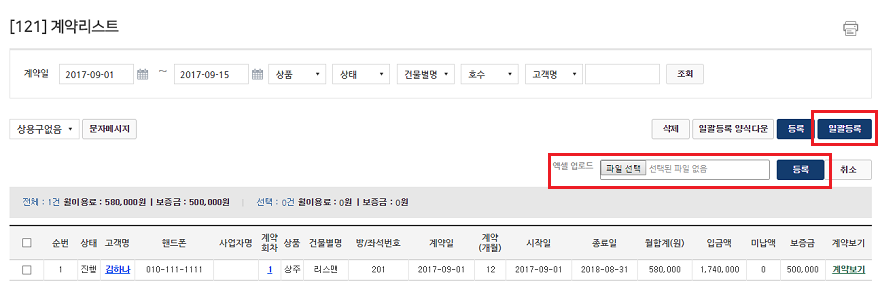 [121] 계약리스트
계약일 2017-09-01 ~ 2017-09-15 상품 상태 건물별명 호수 고객명 조회
상용구없음 문자메시지 삭제 일괄등록 양식다운 등록 일괄등록
엑셀 업로드 파일 선택 선택된 파일 없음 등록 취소
전체 : 1건 월이용료 : 580,000원 | 보증금 : 500,000원 | 선택 : 0건 월이용료 : 0원 | 보증금 : 0원
순번 상태 고객명 핸드폰 사업자명 계약회차 상품 건물별명 방/좌석번호 계약일 계약(개월) 시작일 종료일 월합계(원) 입금액 미납액 보증금 계약보기
1 진행 김하나 010-111-1111 1 상주 리스맨 201 2017-09-01 12 2017-09-01 2018-08-31 580,000 1,740,000 0 500,000 계약보기